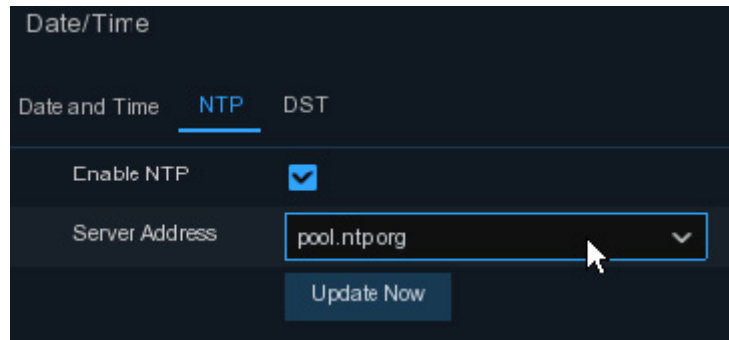 Date/Time
Date and Time NTP DST
Enable NTP
Server Address pool.ntp.org
Update Now